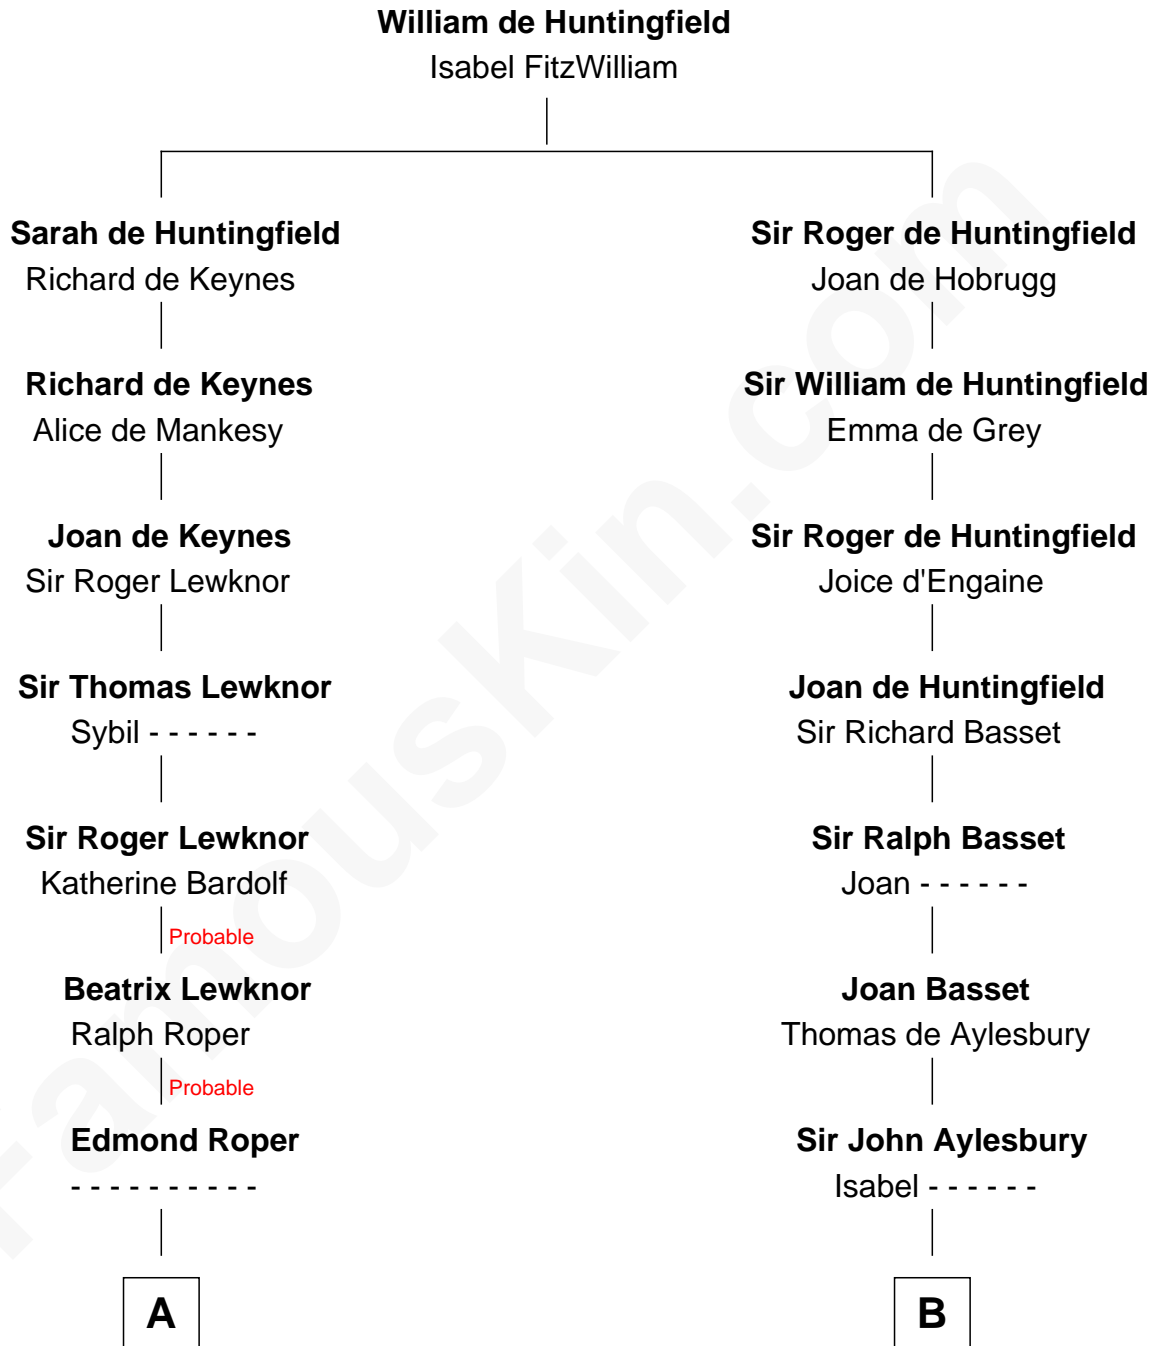 William de Huntingfield
Isabel FitzWilliam
Sarah de Huntingfield
Richard de Keynes
Sir Roger de Huntingfield
Joan de Hobrugg
Richard de Keynes
Alice de Mankesy
Sir William de Huntingfield
Emma de Grey
Joan de Keynes
Sir Roger Lewknor
Sir Roger de Huntingfield
Joice d'Engaine
Sir Thomas Lewknor
Sybil - - - - - -
Joan de Huntingfield
Sir Richard Basset
Sir Roger Lewknor
Katherine Bardolf
Sir Ralph Basset
Joan - - - - - -
Probable
Beatrix Lewknor
Ralph Roper
Joan Basset
Thomas de Aylesbury
Probable
Edmond Roper
- - - - - - - - - -
Sir John Aylesbury
Isabel - - - - - -
A
B
FamousKin.com